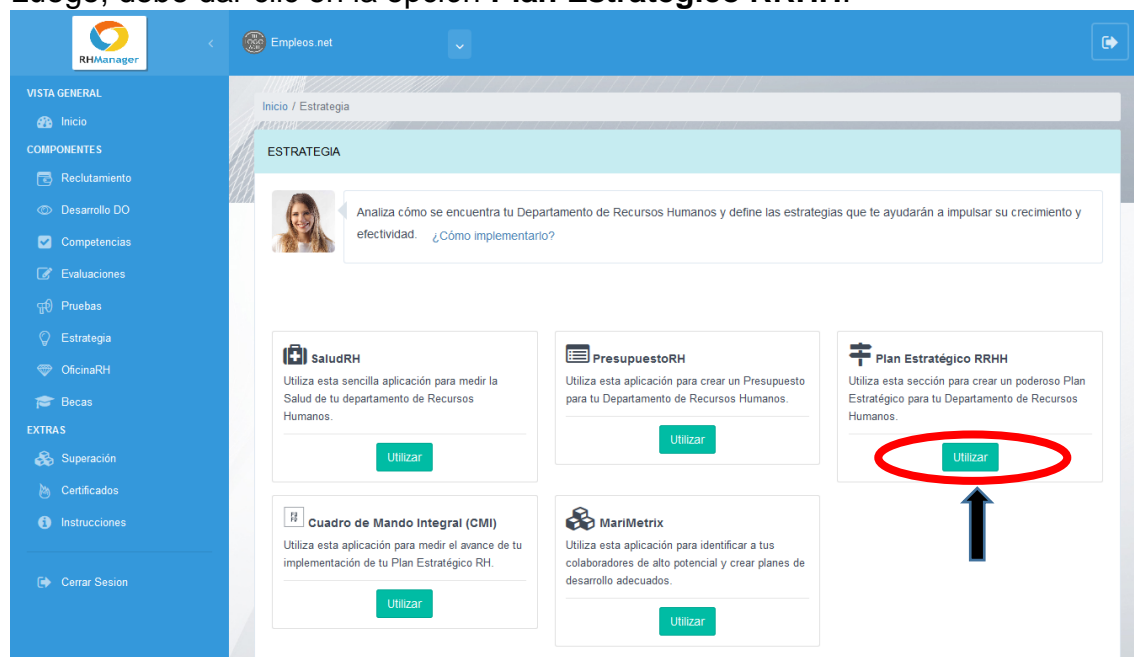 Luego, debe dar clic en la opción Plan Estratégico RRHH.
RHManager
Empleos.net
VISTA GENERAL
Inicio
COMPONENTES
Reclutamiento
Desarrollo DO
Competencias
Evaluaciones
Pruebas
Estrategia
OficinaRH
Becas
EXTRAS
Superación
Certificados
Instrucciones
Cerrar Sesion
Inicio / Estrategia
ESTRATEGIA
Analiza cómo se encuentra tu Departamento de Recursos Humanos y define las estrategias que te ayudarán a impulsar su crecimiento y
efectividad. ¿Cómo implementarlo?
SaludRH
Utiliza esta sencilla aplicación para medir la
Salud de tu departamento de Recursos
Humanos.
Utilizar
PresupuestoRH
Utiliza esta aplicación para crear un Presupuesto
para tu Departamento de Recursos Humanos.
Utilizar
Plan Estratégico RRHH
Utiliza esta sección para crear un poderoso Plan
Estratégico para tu Departamento de Recursos
Humanos.
Utilizar
Cuadro de Mando Integral (CMI)
Utiliza esta aplicación para medir el avance de tu
implementación de tu Plan Estratégico RH.
Utilizar
MariMetrix
Utiliza esta aplicación para identificar a tus
colaboradores de alto potencial y crear planes de
desarrollo adecuados.
Utilizar